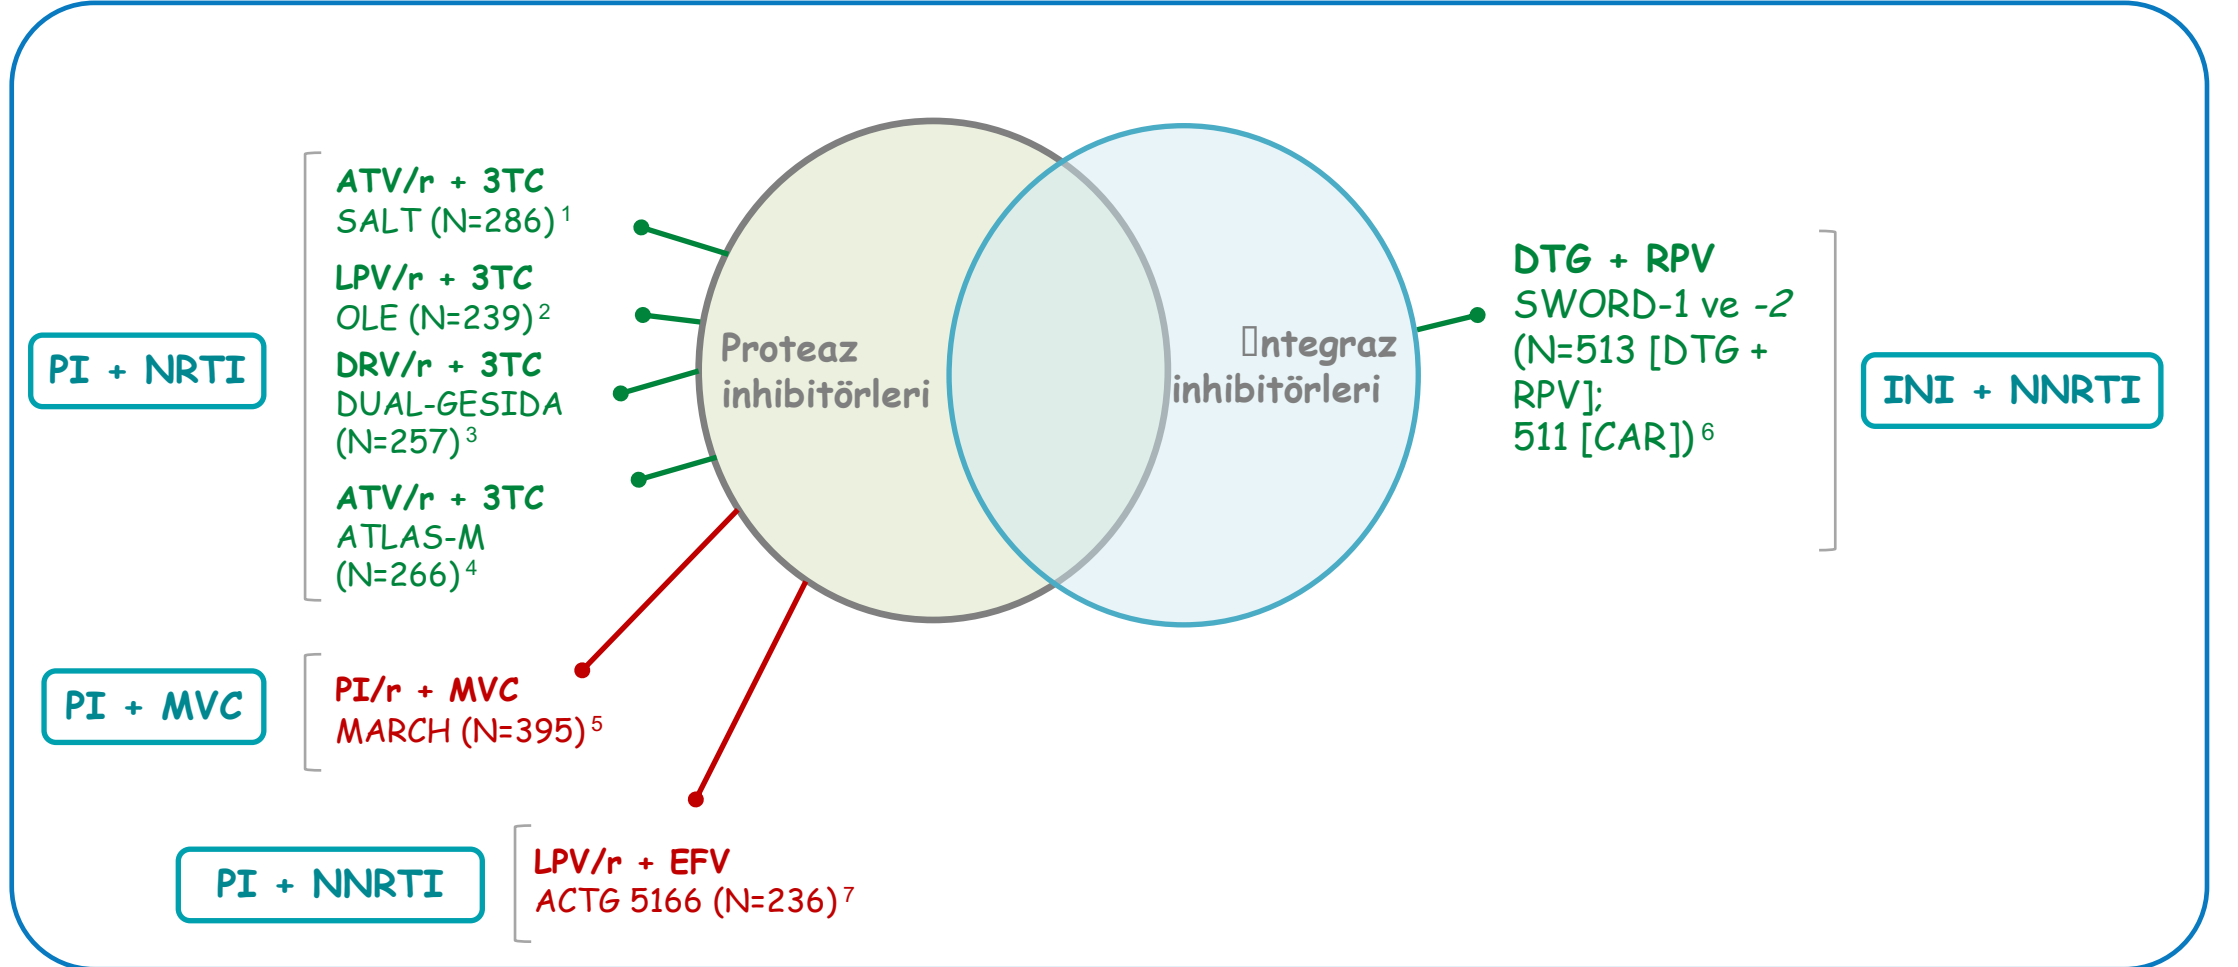 PI + NRTI
ATV/r + 3TC
SALT (N=286) 1
LPV/r + 3TC
OLE (N=239) 2
DRV/r + 3TC
DUAL-GESIDA
(N=257) 3
ATV/r + 3TC
ATLAS-M
(N=266) 4
Proteaz
inhibitörleri
▯ntegraz
inhibitörleri
DTG + RPV
SWORD-1 ve -2
(N=513 [DTG +
RPV];
511 [CAR]) 6
INI + NNRTI
PI + MVC
PI/r + MVC
MARCH (N=395) 5
PI + NNRTI
LPV/r + EFV
ACTG 5166 (N=236) 7